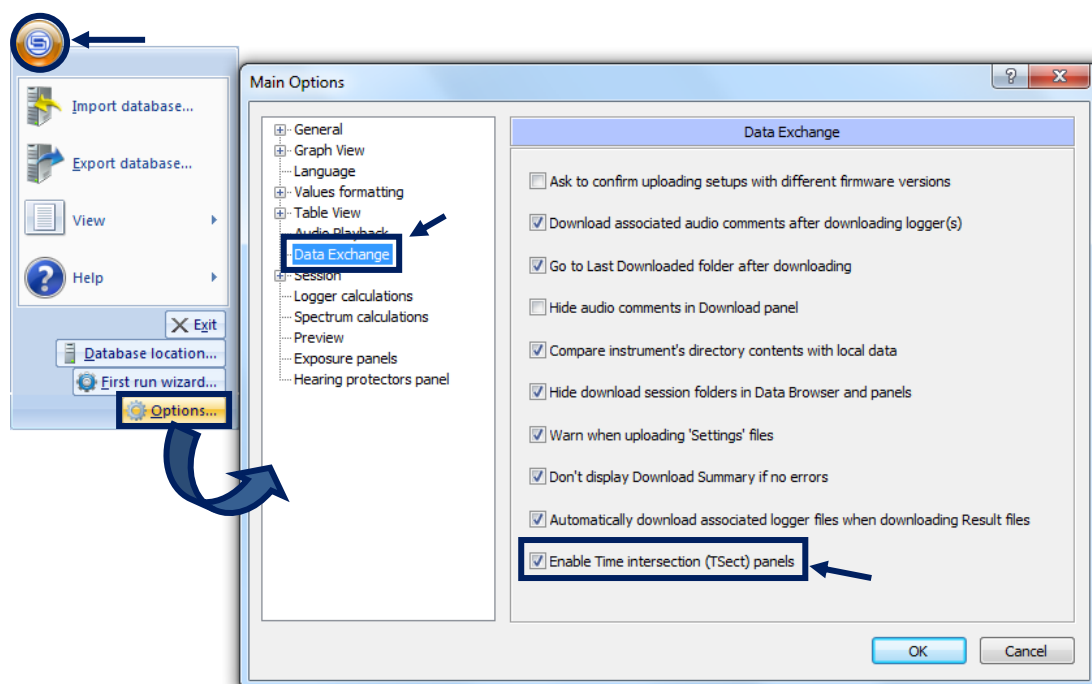 Import database...
Export database...
View
Help
Exit
Database location...
First run wizard...
Options...
Main Options
General
Graph View
Language
Values formatting
Table View
Audio Playback
Data Exchange
Session
Logger calculations
Spectrum calculations
Preview
Exposure panels
Hearing protectors panel
Data Exchange
Ask to confirm uploading setups with different firmware versions
Download associated audio comments after downloading logger(s)
Go to Last Downloaded folder after downloading
Hide audio comments in Download panel
Compare instrument's directory contents with local data
Hide download session folders in Data Browser and panels
Warn when uploading 'Settings' files
Don't display Download Summary if no errors
Automatically download associated logger files when downloading Result files
Enable Time intersection (TSect) panels
OK
Cancel